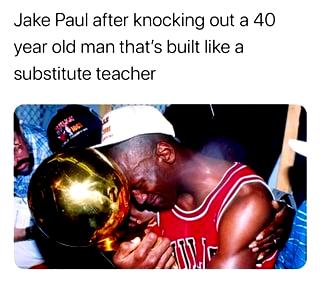 Jake Paul after knocking out a 40
year old man that's built like a
substitute teacher